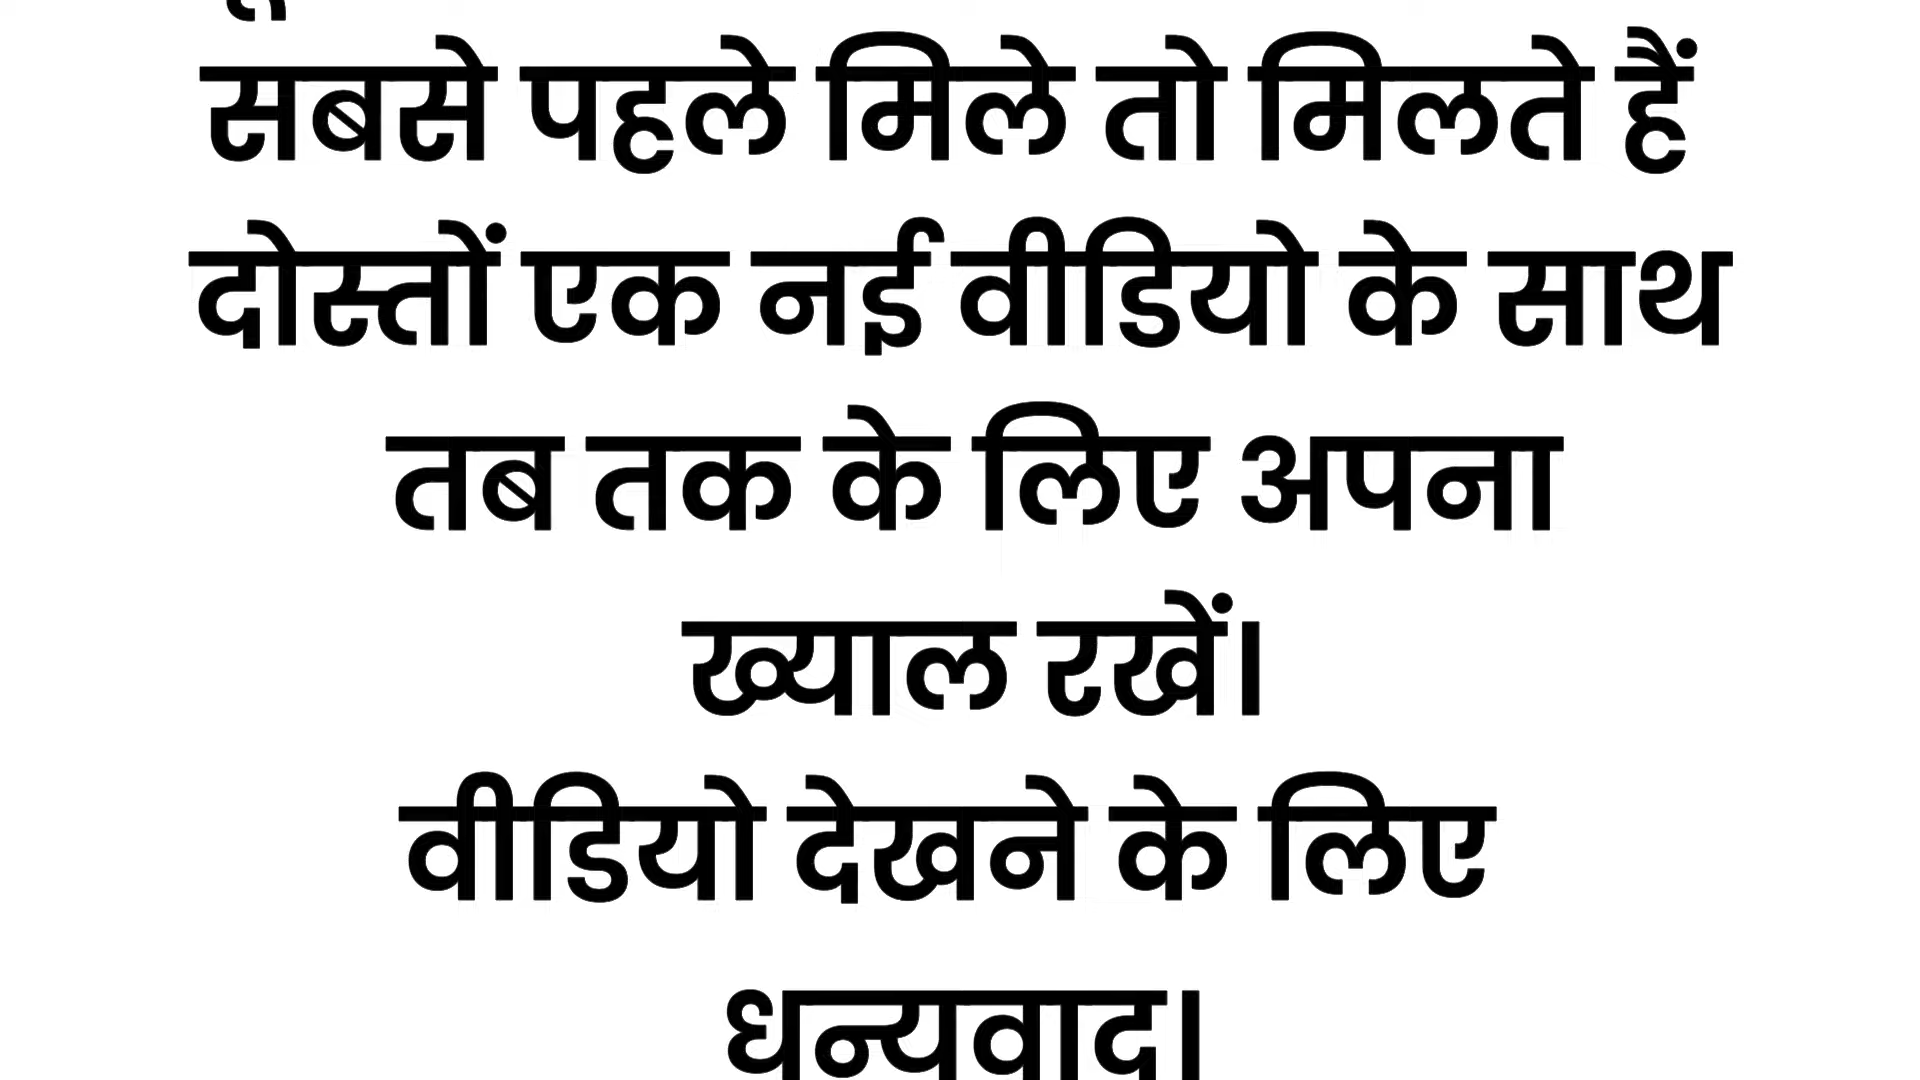 सबसे पहले मिले तो मिलते हैं
दोस्तों एक नई वीडियो के साथ
तब तक के लिए अपना
ख्याल रखें।
वीडियो देखने के लिए
धन्यवाद।